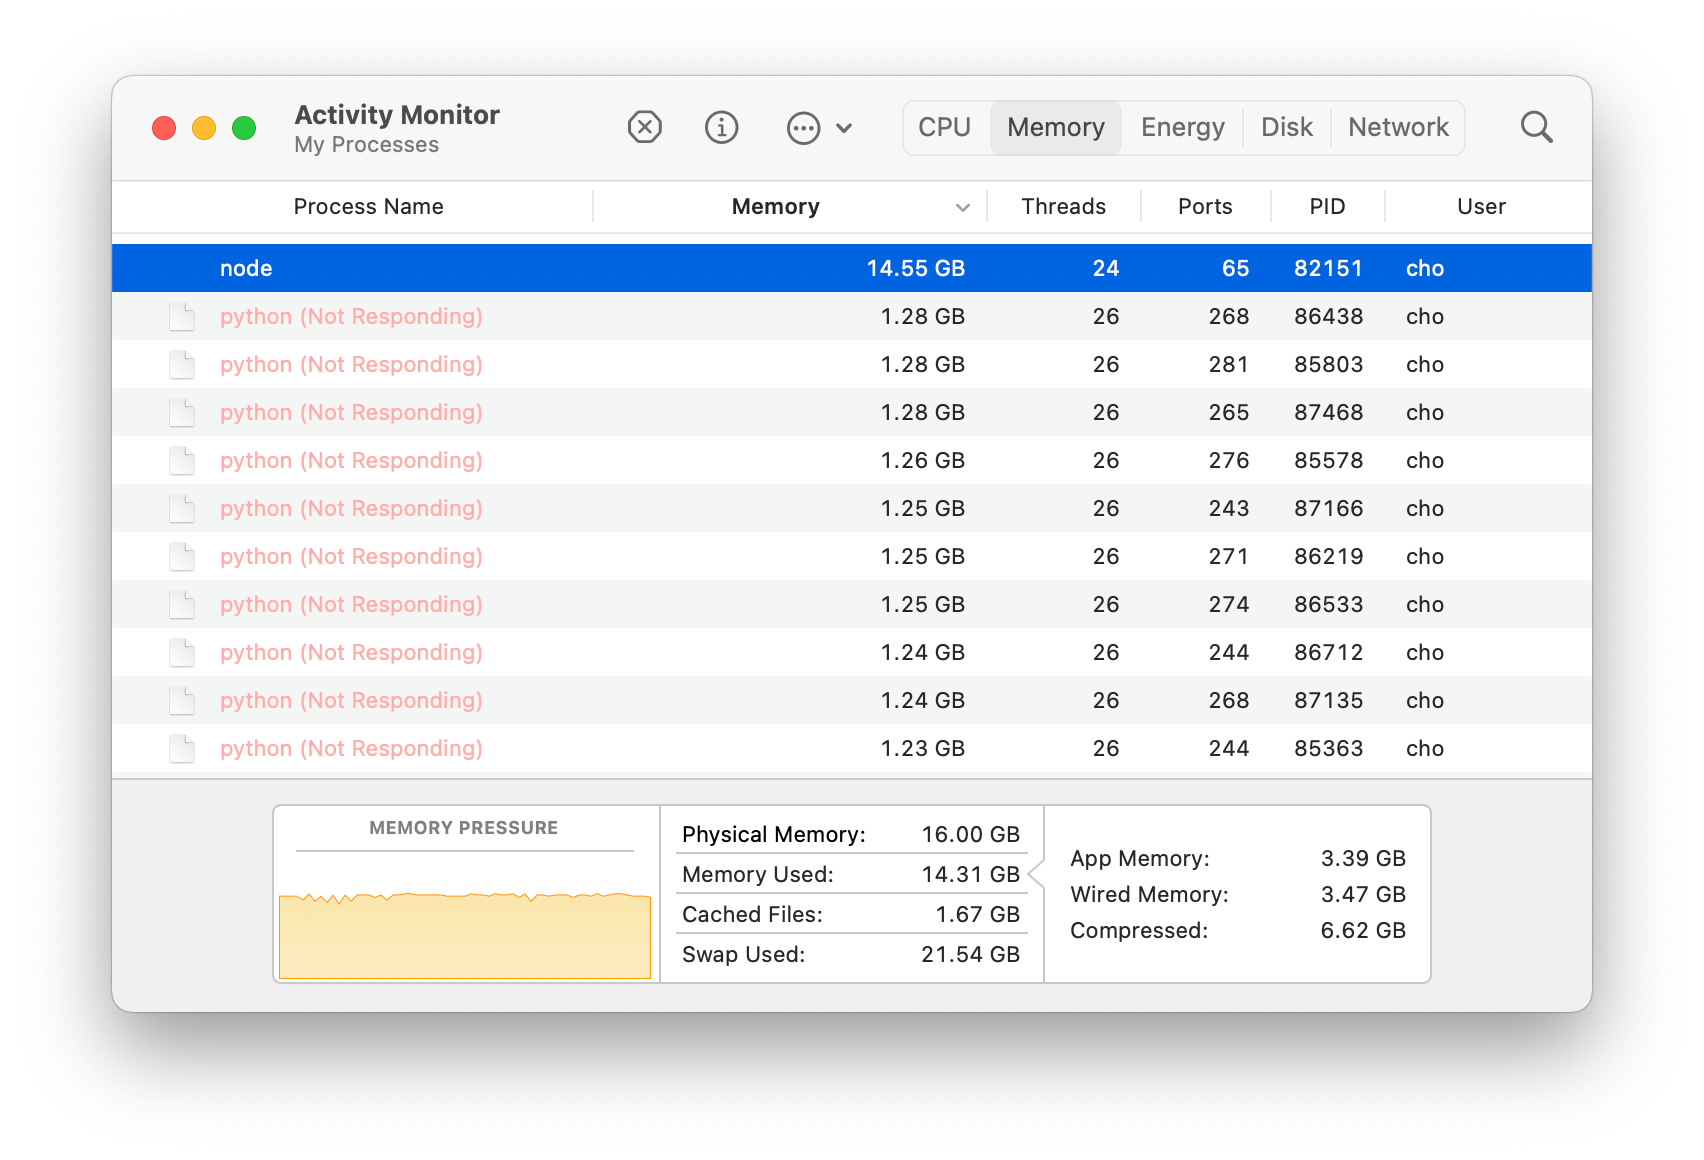 Activity Monitor
My Processes
CPU Memory Energy Disk Network
Process Name Memory Threads Ports PID User
node 14.55 GB 24 65 82151 cho
python (Not Responding) 1.28 GB 26 268 86438 cho
python (Not Responding) 1.28 GB 26 281 85803 cho
python (Not Responding) 1.28 GB 26 265 87468 cho
python (Not Responding) 1.26 GB 26 276 85578 cho
python (Not Responding) 1.25 GB 26 243 87166 cho
python (Not Responding) 1.25 GB 26 271 86219 cho
python (Not Responding) 1.25 GB 26 274 86533 cho
python (Not Responding) 1.24 GB 26 244 86712 cho
python (Not Responding) 1.24 GB 26 268 87135 cho
python (Not Responding) 1.23 GB 26 244 85363 cho
MEMORY PRESSURE
Physical Memory: 16.00 GB
Memory Used: 14.31 GB
Cached Files: 1.67 GB
Swap Used: 21.54 GB
App Memory: 3.39 GB
Wired Memory: 3.47 GB
Compressed: 6.62 GB